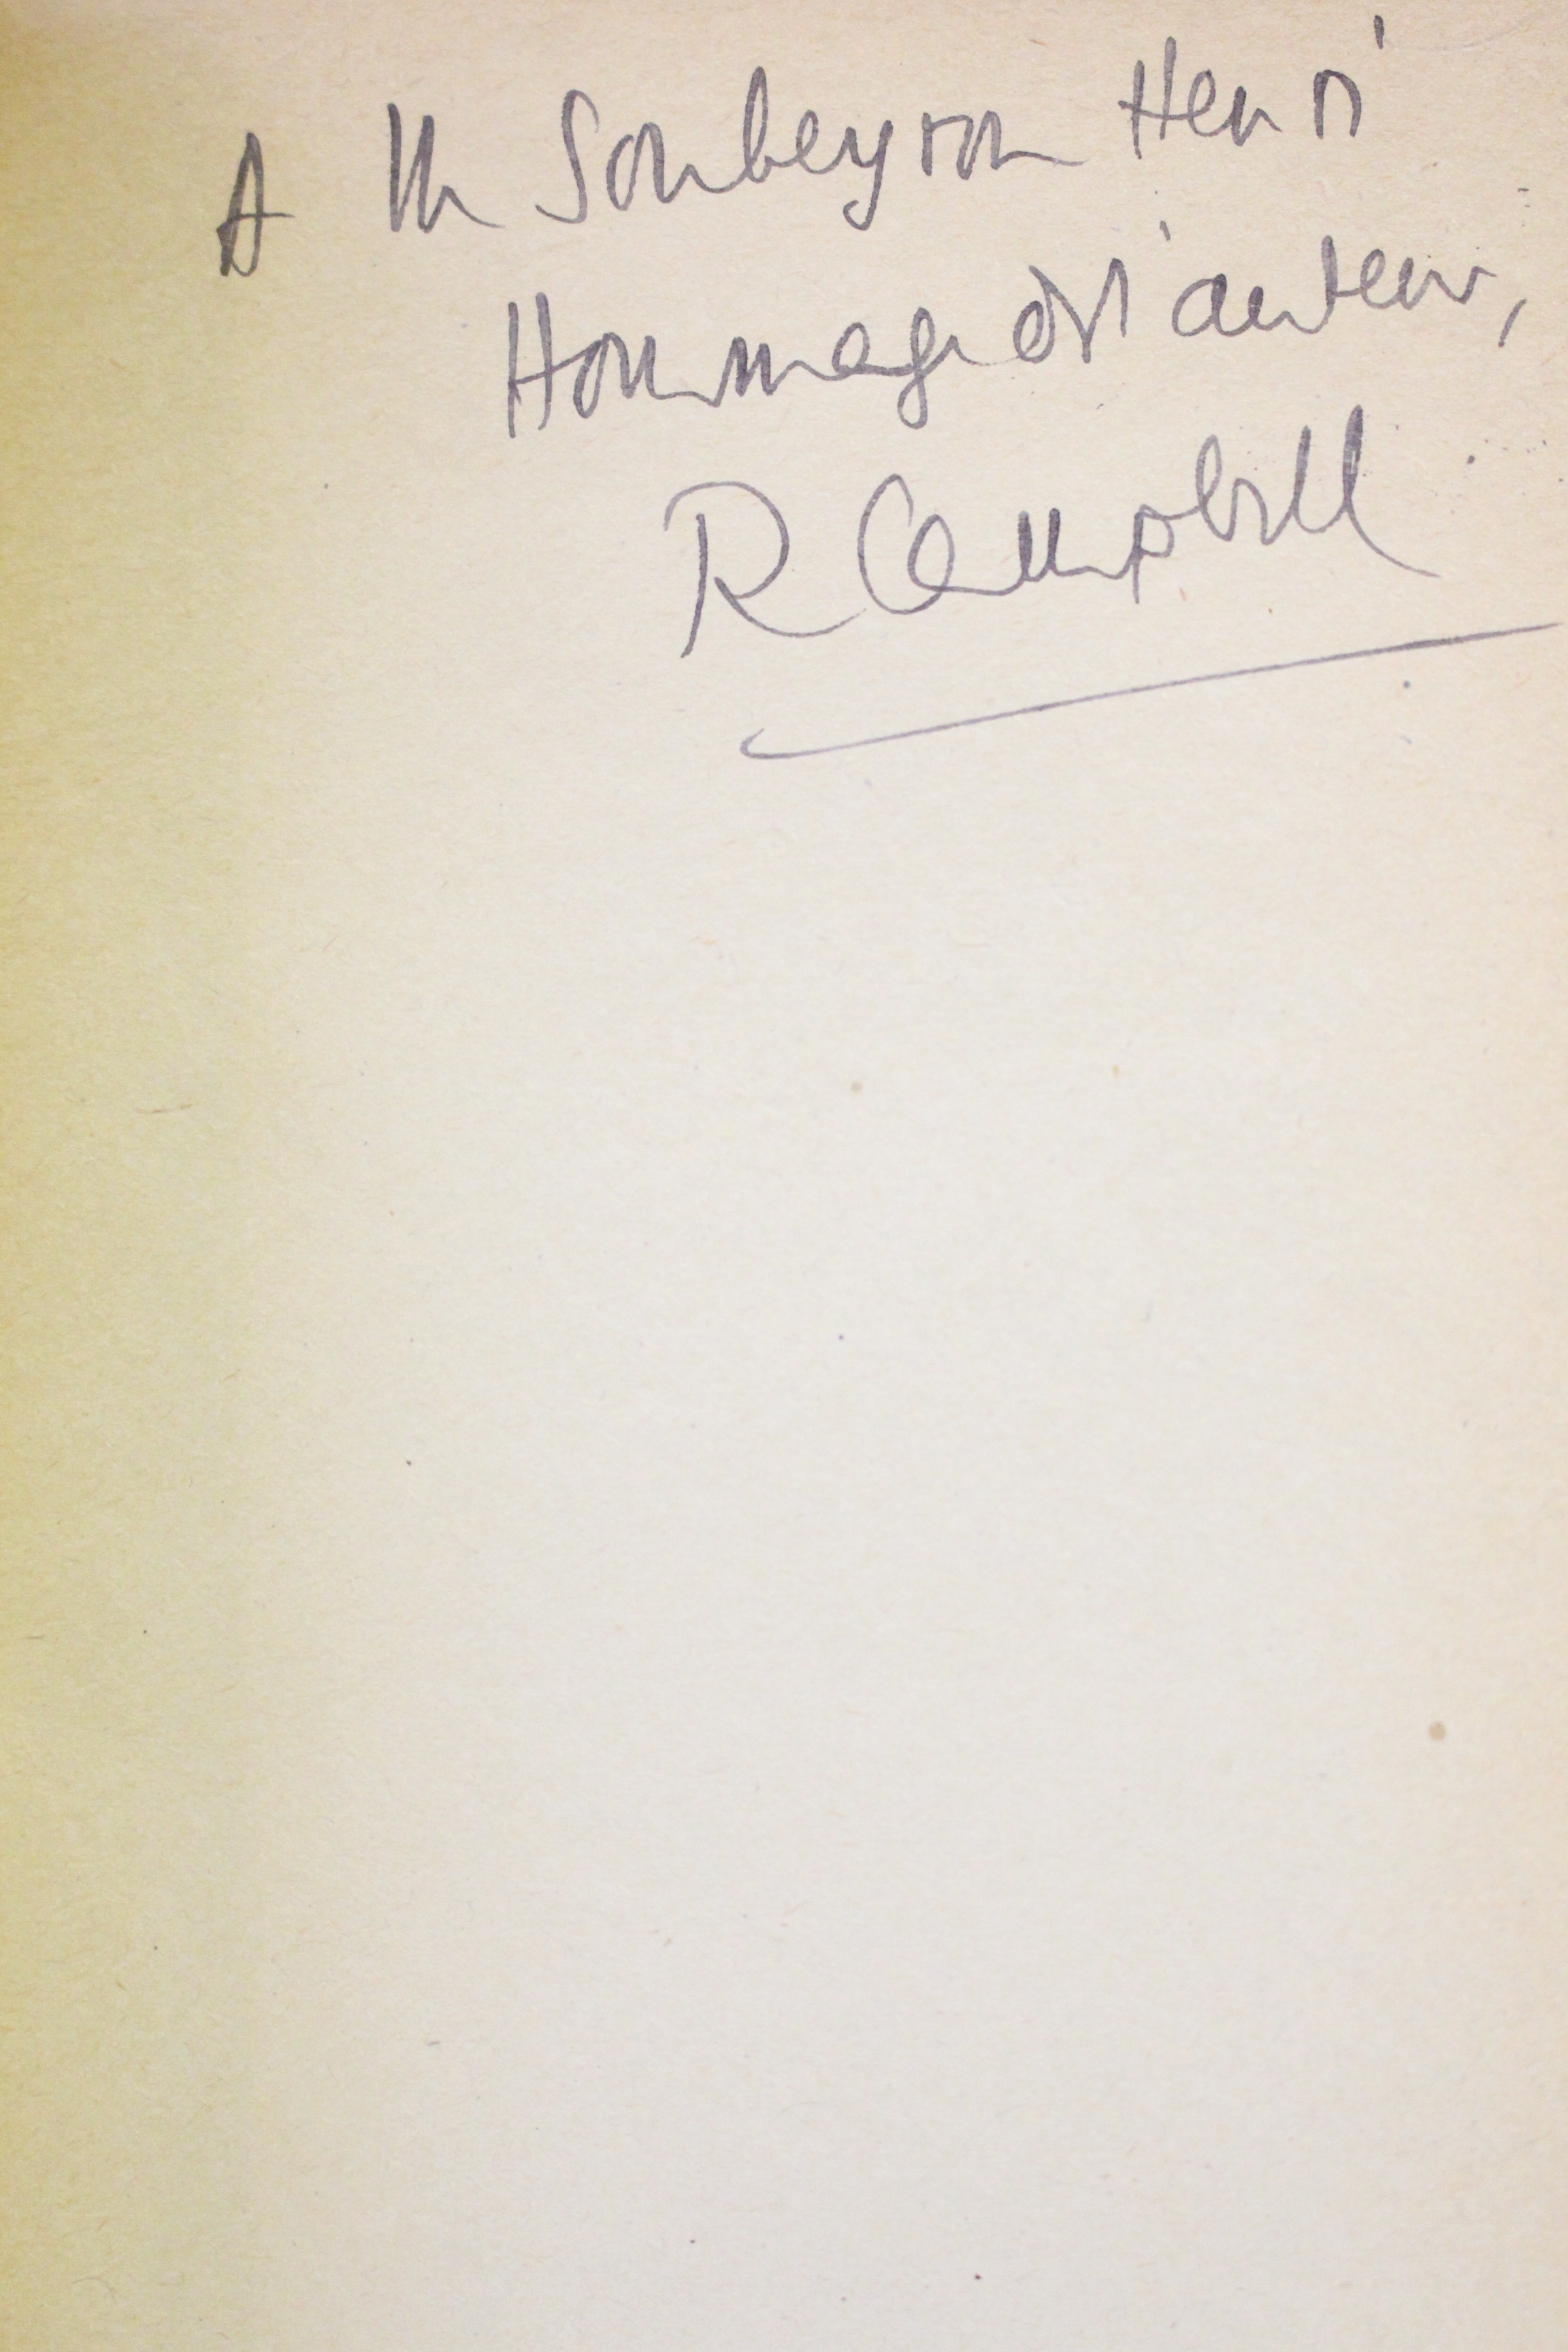 A M Soubeyran Henri
Hommage de l'auteur,
R Campbell